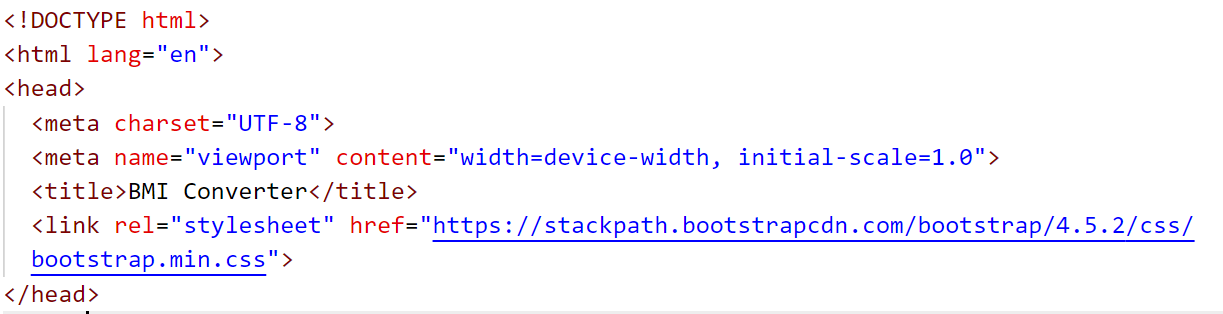 <!DOCTYPE html>
<html lang="en">
<head>
  <meta charset="UTF-8">
  <meta name="viewport" content="width=device-width, initial-scale=1.0">
  <title>BMI Converter</title>
  <link rel="stylesheet" href="https://stackpath.bootstrapcdn.com/bootstrap/4.5.2/css/
  bootstrap.min.css">
</head>